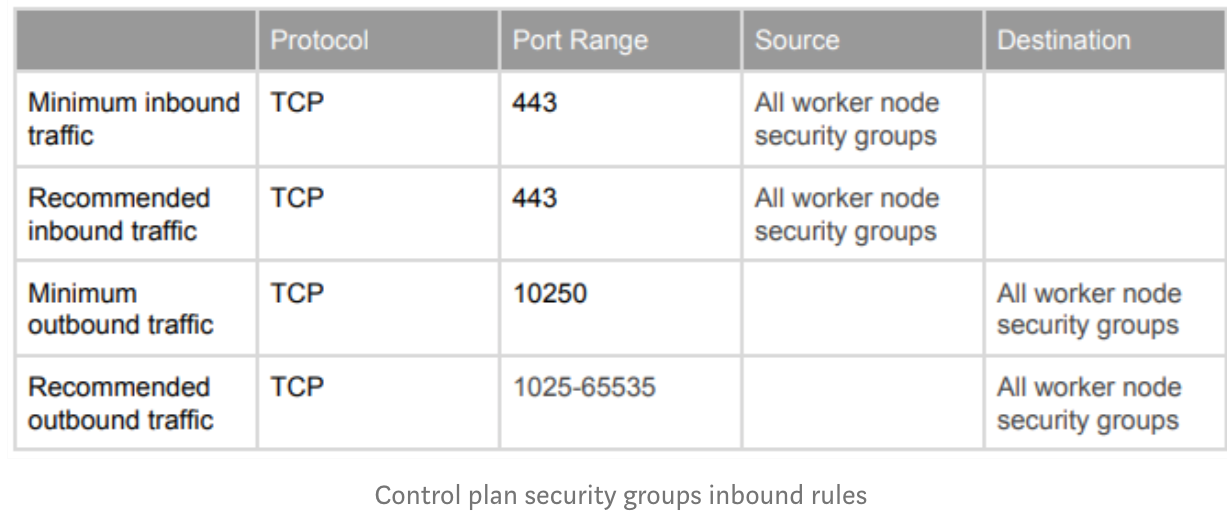 Protocol Port Range Source Destination
Minimum inbound TCP 443 All worker node
traffic security groups
Recommended TCP 443 All worker node
inbound traffic security groups
Minimum TCP 10250 All worker node
outbound traffic security groups
Recommended TCP 1025-65535 All worker node
outbound traffic security groups
Control plan security groups inbound rules